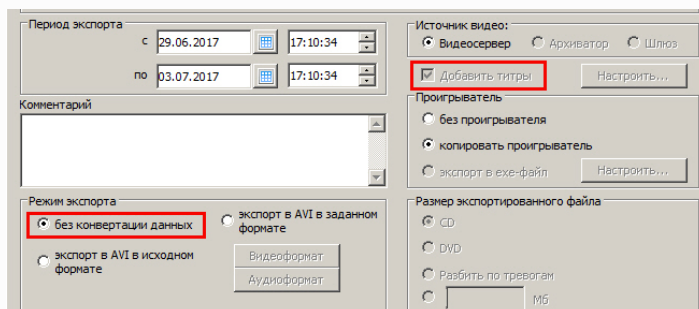 Период экспорта
с 29.06.2017 17:10:34
по 03.07.2017 17:10:34
Комментарий
Режим экспорта
без конвертации данных
экспорт в AVI в заданном
формате
экспорт в AVI в исходном
формате
Видеоформат
Аудиоформат
Источник видео:
Видеосервер Архиватор Шлюз
Добавить титры Настроить...
Проигрыватель
без проигрывателя
копировать проигрыватель
экспорт в exe-файл Настроить...
Размер экспортированного файла
CD
DVD
Разбить по тревогам
Мб